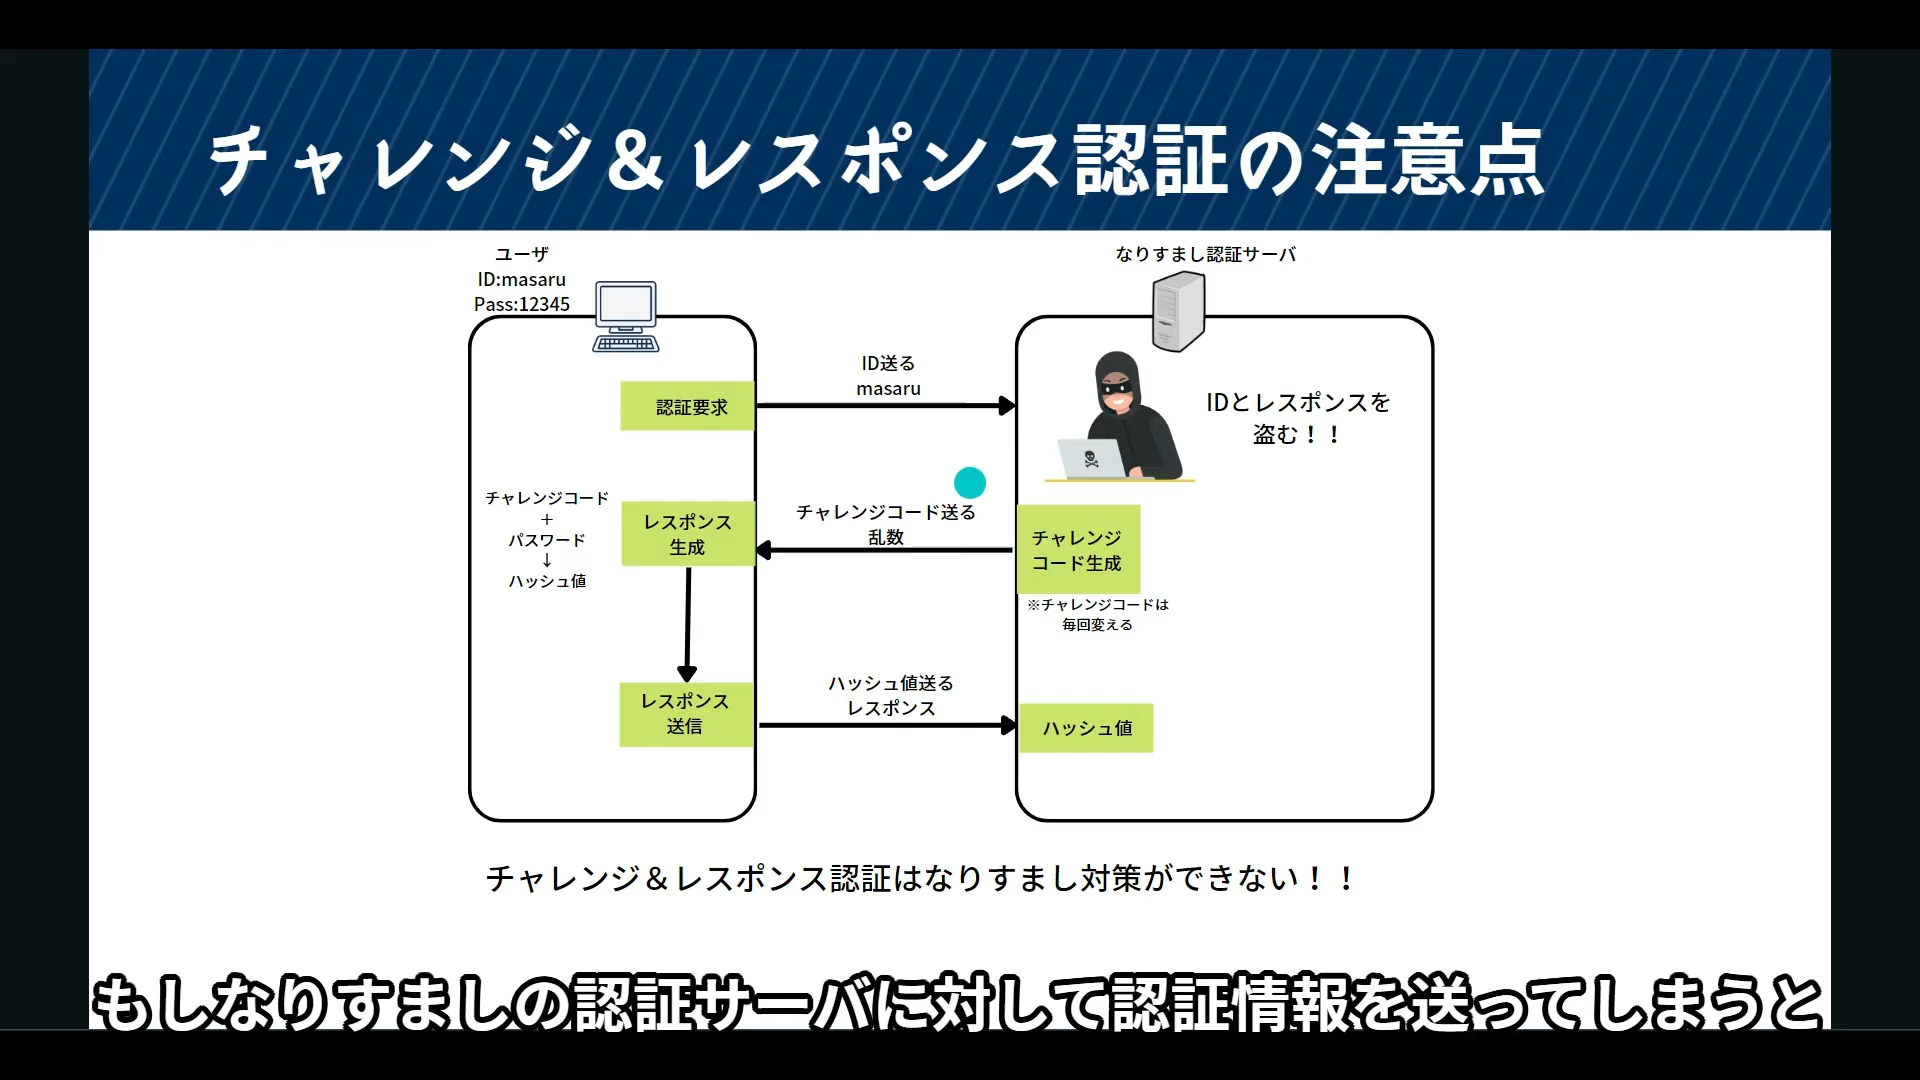 チャレンジ＆レスポンス認証の注意点
ユーザ
ID:masaru
Pass:12345
なりすまし認証サーバ
認証要求
ID送る
masaru
IDとレスポンスを
盗む！！
チャレンジコード
＋
パスワード
↓
ハッシュ値
レスポンス
生成
チャレンジコード送る
乱数
チャレンジ
コード生成
※チャレンジコードは
毎回変える
レスポンス
送信
ハッシュ値送る
レスポンス
ハッシュ値
チャレンジ＆レスポンス認証はなりすまし対策ができない！！
もしなりすましの認証サーバに対して認証情報を送ってしまうと